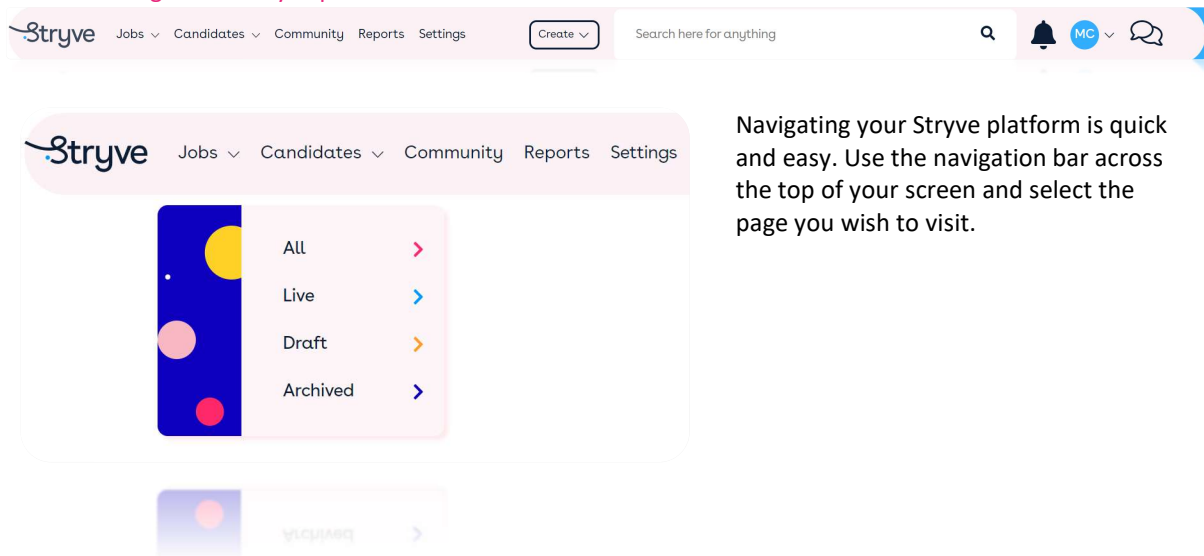 Stryve Jobs Candidates Community Reports Settings Create Search here for anything MC
Stryve Jobs Candidates Community Reports Settings
All
Live
Draft
Archived
Navigating your Stryve platform is quick
and easy. Use the navigation bar across
the top of your screen and select the
page you wish to visit.
Archived